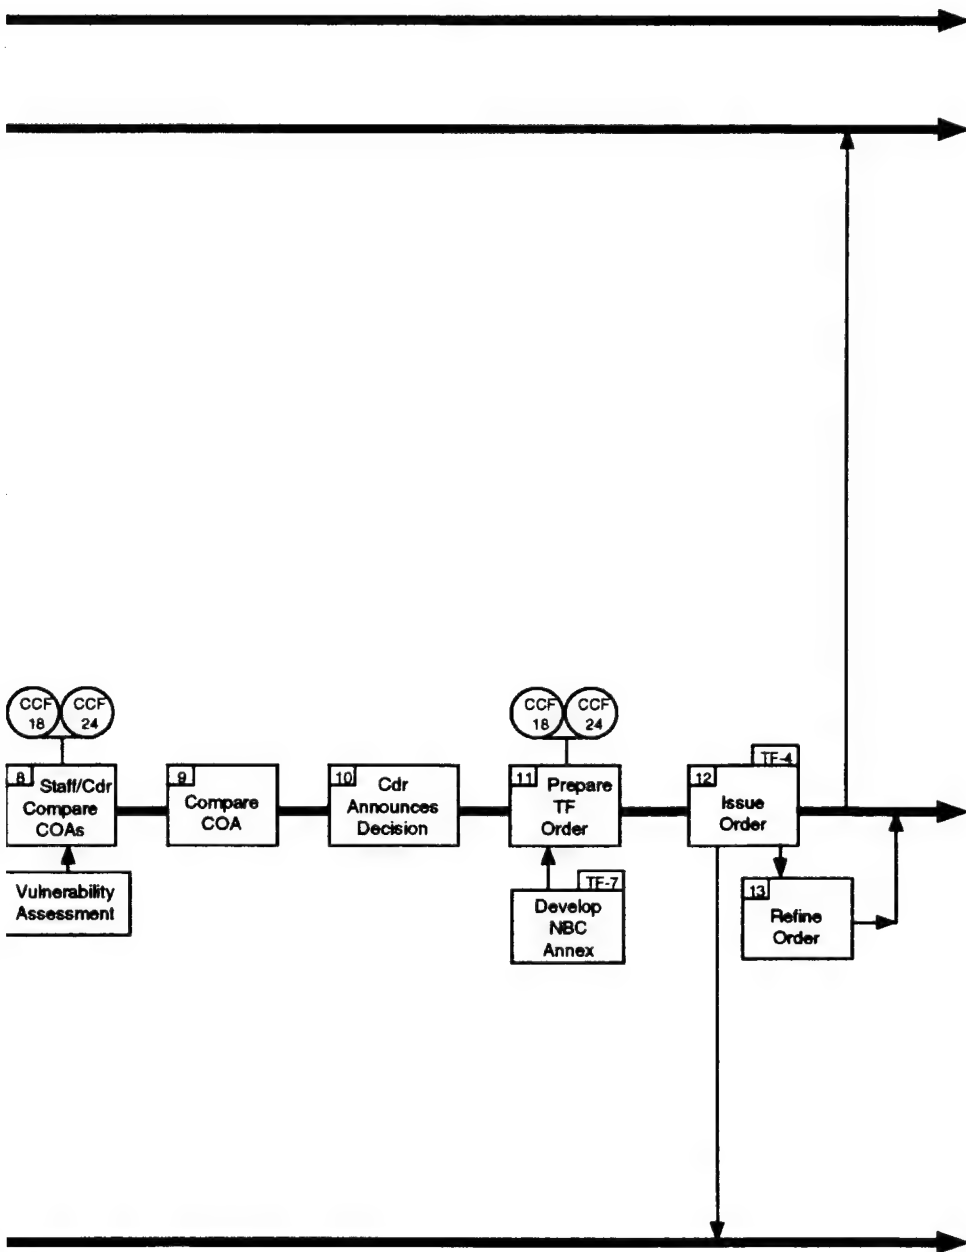 CCF
18
CCF
24
CCF
18
CCF
24
8
Staff/Cdr
Compare
COAs
9
Compare
COA
10
Cdr
Announces
Decision
11
Prepare
TF
Order
TF-4
12
Issue
Order
Vulnerability
Assessment
TF-7
Develop
NBC
Annex
13
Refine
Order